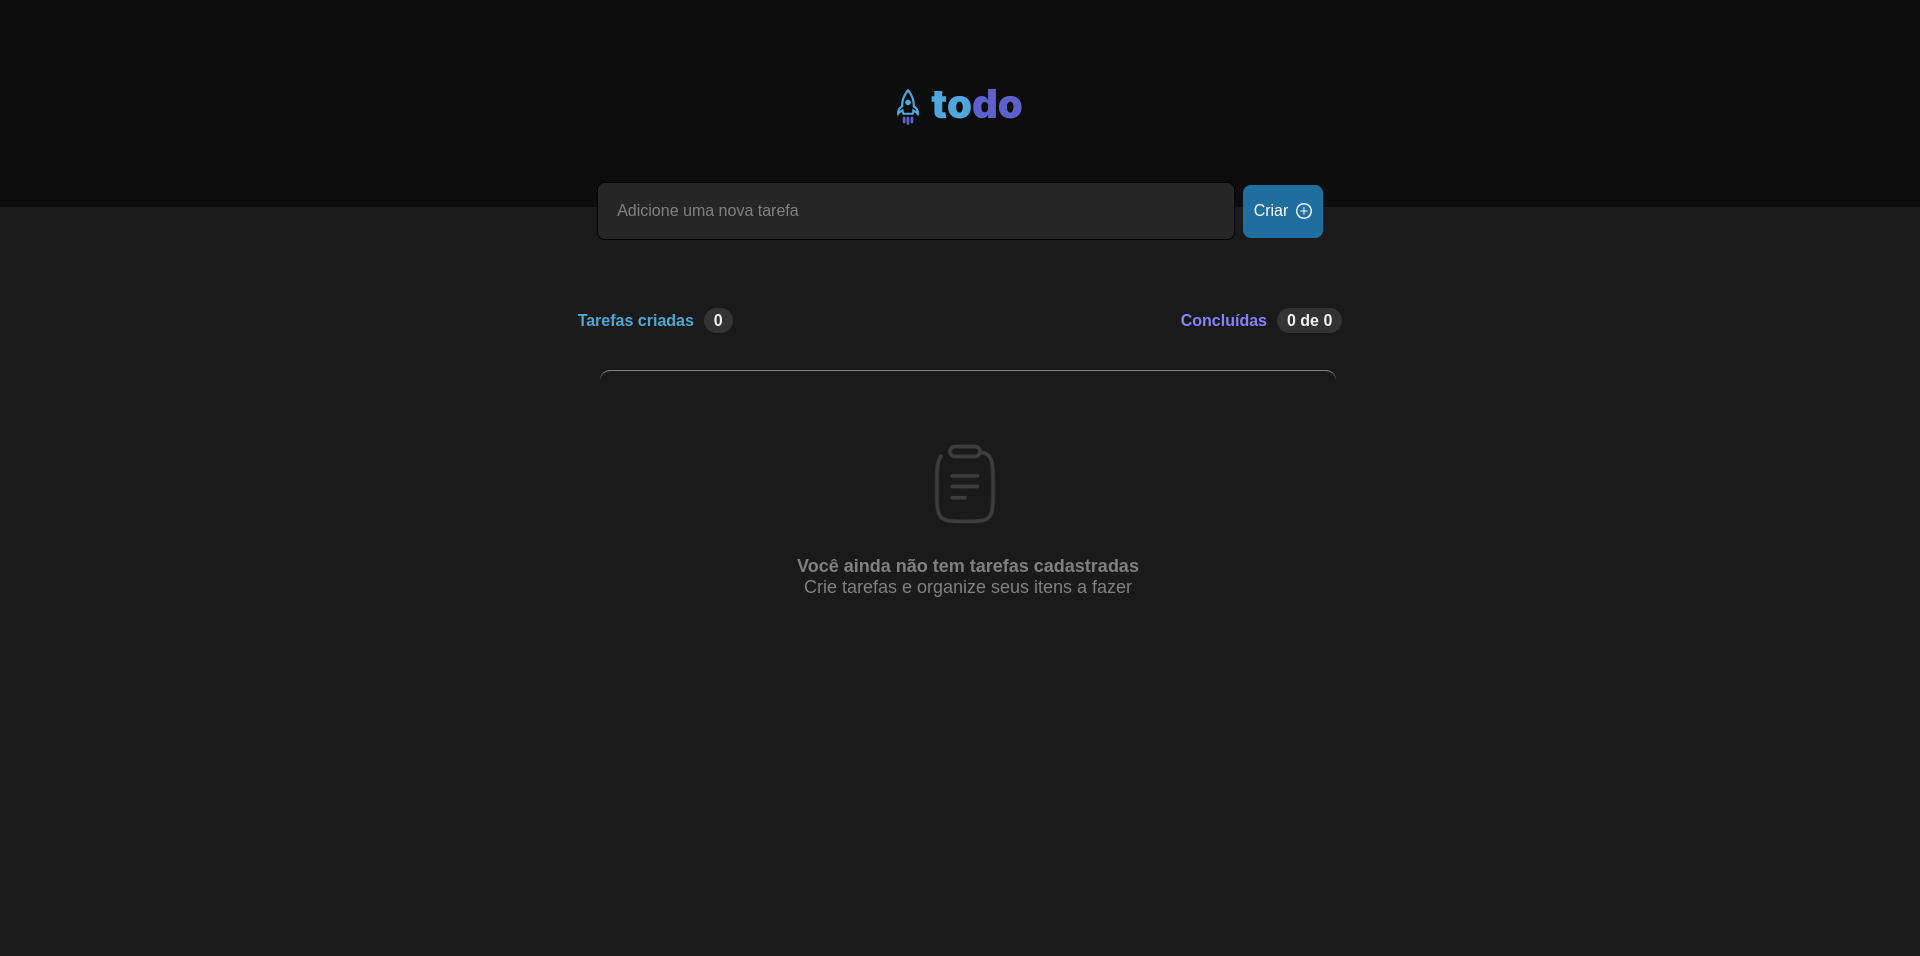 todo
Adicione uma nova tarefa
Criar
Tarefas criadas 0
Concluídas 0 de 0
Você ainda não tem tarefas cadastradas
Crie tarefas e organize seus itens a fazer